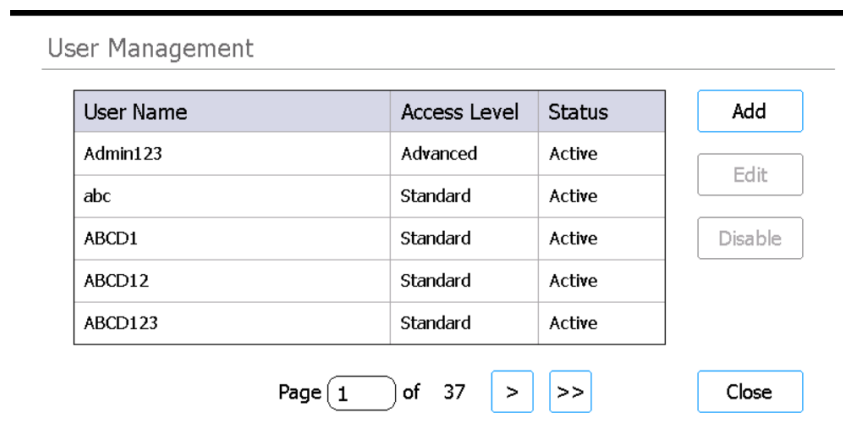 User Management
User Name Access Level Status Add
Admin123 Advanced Active
Edit
abc Standard Active
ABCD1 Standard Active Disable
ABCD12 Standard Active
ABCD123 Standard Active
Page 1 of 37 > >> Close